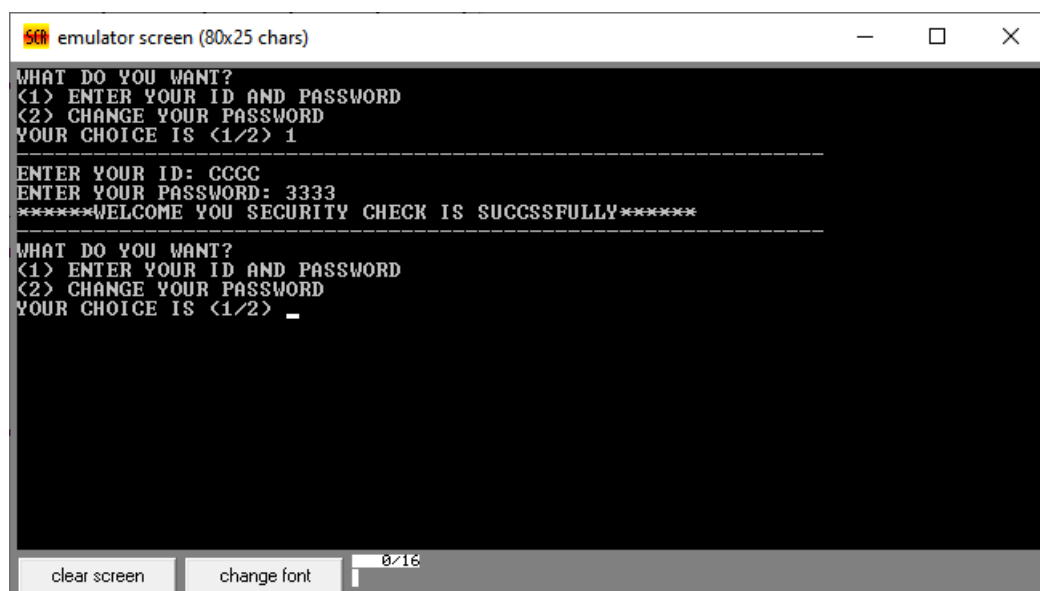 SCR emulator screen (80x25 chars)
WHAT DO YOU WANT?
(1) ENTER YOUR ID AND PASSWORD
(2) CHANGE YOUR PASSWORD
YOUR CHOICE IS (1/2) 1
---------------------------------------------------------------
ENTER YOUR ID: CCCC
ENTER YOUR PASSWORD: 3333
******WELCOME YOU SECURITY CHECK IS SUCCSSFULLY******
---------------------------------------------------------------
WHAT DO YOU WANT?
(1) ENTER YOUR ID AND PASSWORD
(2) CHANGE YOUR PASSWORD
YOUR CHOICE IS (1/2) _
clear screen change font 0/16